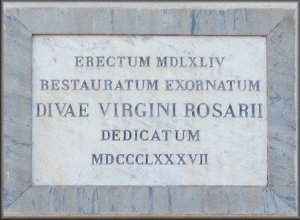 ERECTUM MDLXLIV
RESTAURATUM EXORNATUM
DIVAE VIRGINI ROSARII
DEDICATUM
MDCCCLXXXVII